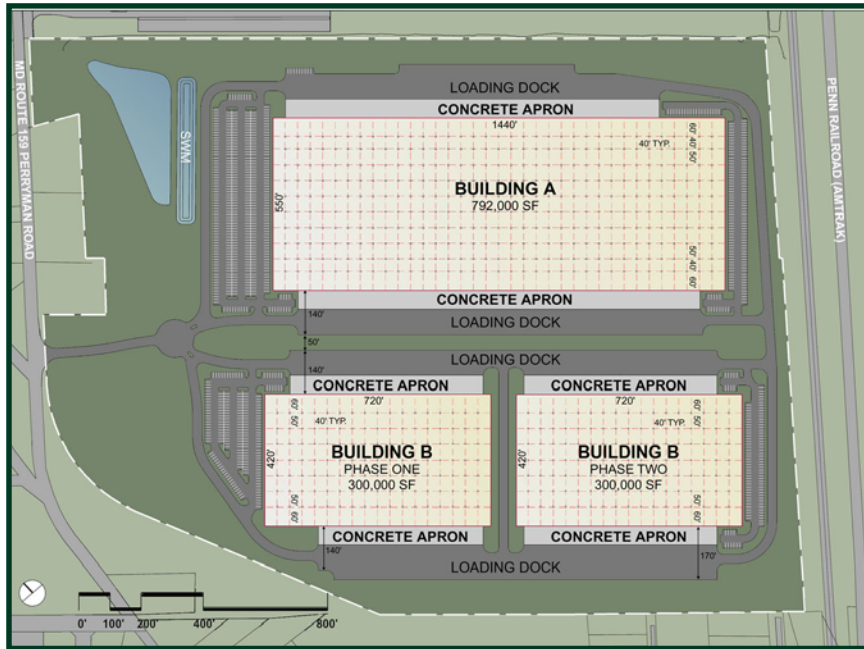 MD ROUTE 159 PERRYMAN ROAD
SWM
LOADING DOCK
CONCRETE APRON
1440'
40' TYP.
60' 40' 50'
BUILDING A
792,000 SF
550'
50' 40' 60'
CONCRETE APRON
LOADING DOCK
140'
50'
LOADING DOCK
140'
CONCRETE APRON
720'
60' 50'
40' TYP.
BUILDING B
PHASE ONE
300,000 SF
420'
50' 60'
CONCRETE APRON
140'
CONCRETE APRON
720'
60' 50'
40' TYP.
BUILDING B
PHASE TWO
300,000 SF
420'
50' 60'
CONCRETE APRON
170'
LOADING DOCK
PENN RAILROAD (AMTRAK)
0' 100' 200' 400' 800'